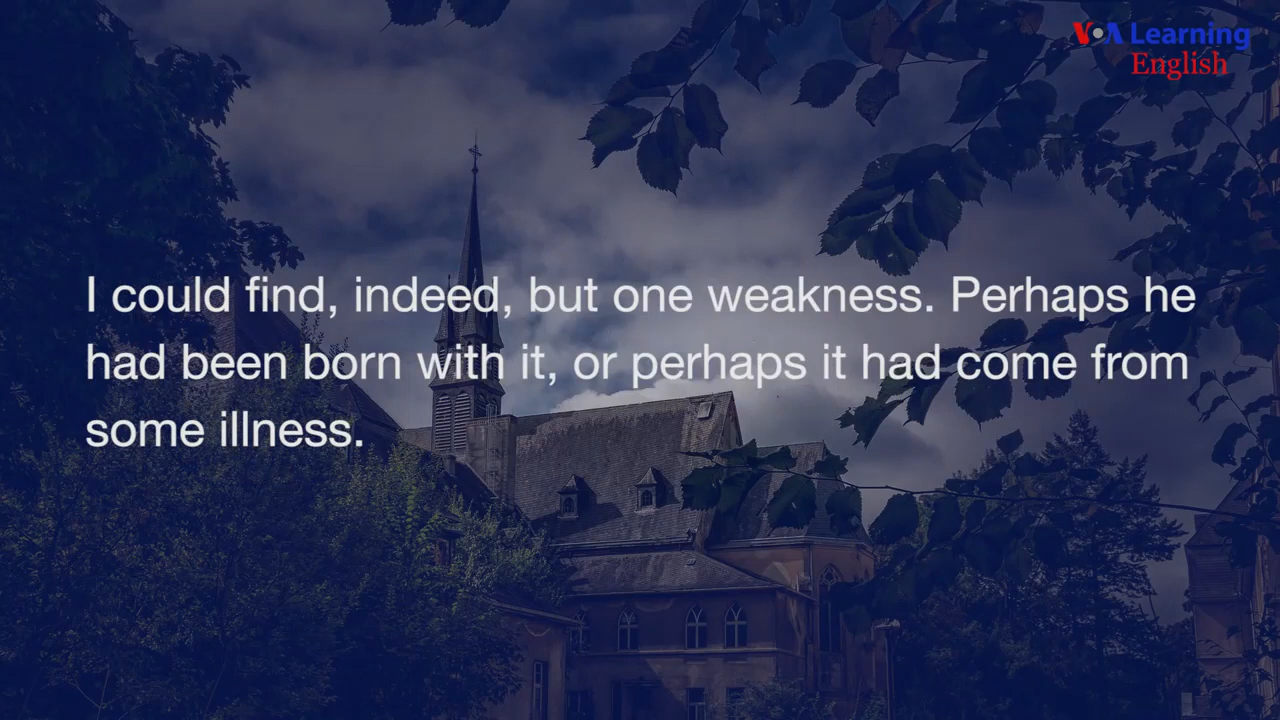 VOA Learning
English
I could find, indeed, but one weakness. Perhaps he
had been born with it, or perhaps it had come from
some illness.